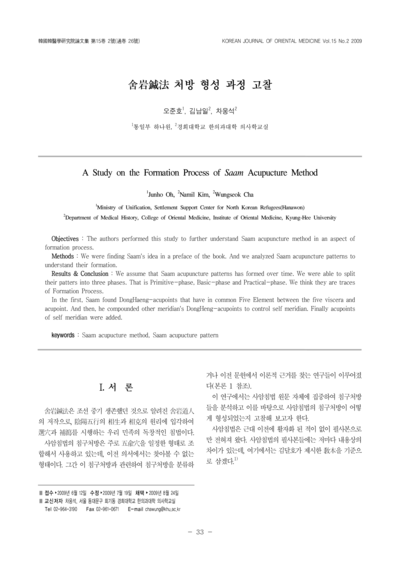 韓國韓醫學硏究院論文集 第15卷 2號(通卷 26號)
KOREAN JOURNAL OF ORIENTAL MEDICINE Vol.15 No.2 2009
舍岩鍼法 처방 형성 과정 고찰
오준호1, 김남일2, 차웅석2
1통일부 하나원, 2경희대학교 한의과대학 의사학교실
A Study on the Formation Process of Saam Acupucture Method
1Junho Oh, 2Namil Kim, 2Wungseok Cha
1Ministry of Unification, Settlement Support Center for North Korean Refugees(Hanawon)
2Department of Medical History, College of Oriental Medicine, Institute of Oriental Medicine, Kyung-Hee University
Objectives : The authors performed this study to further understand Saam acupuncture method in an aspect of
formation process.
Methods : We were finding Saam's idea in a preface of the book. And we analyzed Saam acupuncture patterns to
understand their formation.
Results & Conclusion : We assume that Saam acupuncture patterns has formed over time. We were able to split
their patters into three phases. That is Primitive-phase, Basic-phase and Practical-phase. We think they are traces
of Formation Process.
In the first. Saam found DongHaeng-acupoints that have in common Five Element between the five viscera and
acupoint. And then, he compounded other meridian's DongHeng-acupoints to control self meridian. Finally acupoints
of self meridian were added.
keywords : Saam acupuncture method, Saam acupucture pattern
I. 서 론
舍岩鍼法은 조선 중기 생존했던 것으로 알려진 舍岩道人
의 저작으로, 陰陽五行의 相生과 相克의 원리에 입각하여
選穴과 補瀉를 시행하는 우리 민족의 독창적인 침법이다.
사암침법의 침구처방은 주로 五兪穴을 일정한 형태로 조
합해서 사용하고 있는데, 이전 의서에서는 찾아볼 수 없는
형태이다. 그간 이 침구처방과 관련하여 침구처방을 분류하
거나 이전 문헌에서 이론적 근거를 찾는 연구들이 이루어졌
다(본론 1 참조).
이 연구에서는 사암침법 원문 자체에 집중하여 침구처방
들을 분석하고 이를 바탕으로 사암침법의 침구처방이 어떻
게 형성되었는지 고찰해 보고자 한다.
사암침법은 근대 이전에 활자화 된 적이 없이 필사본으로
만 전해져 왔다. 사암침법의 필사본들에는 저마다 내용상의
차이가 있는데, 여기에서는 김달호가 제시한 教本을 기준으
로 삼겠다.1)
※ 접수•2009년 6월 12일 수정•2009년 7월 19일 채택•2009년 8월 24일
※ 교신저자 차웅석, 서울 동대문구 회기동 경희대학교 한의과대학 의사학교실
Tel 02-964-2190 Fax 02-961-0671 E-mail chawung@khu.ac.kr
- 33 -